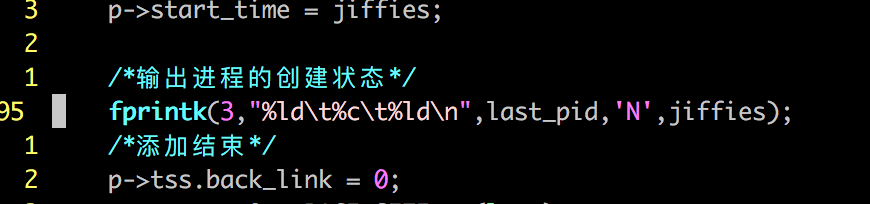 3 p->start_time = jiffies;
2
1 /*输出进程的创建状态*/
95 fprintk(3,"%ld\t%c\t%ld\n",last_pid,'N',jiffies);
1 /*添加结束*/
2 p->tss.back_link = 0;